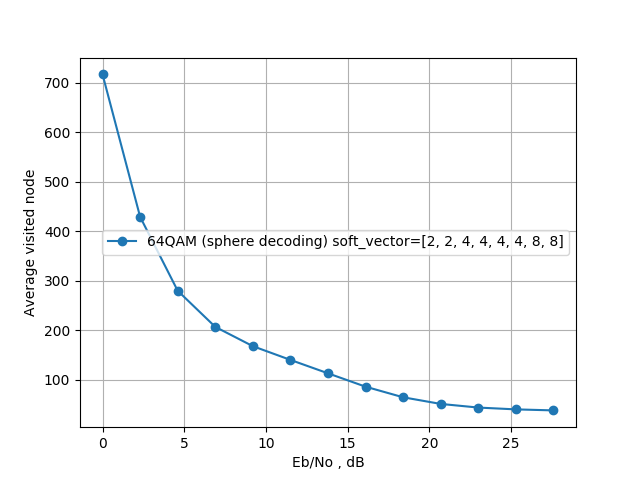 700
600
500
400
300
200
100
Average visited node
64QAM (sphere decoding) soft_vector=[2, 2, 4, 4, 4, 4, 8, 8]
0 5 10 15 20 25
Eb/No , dB